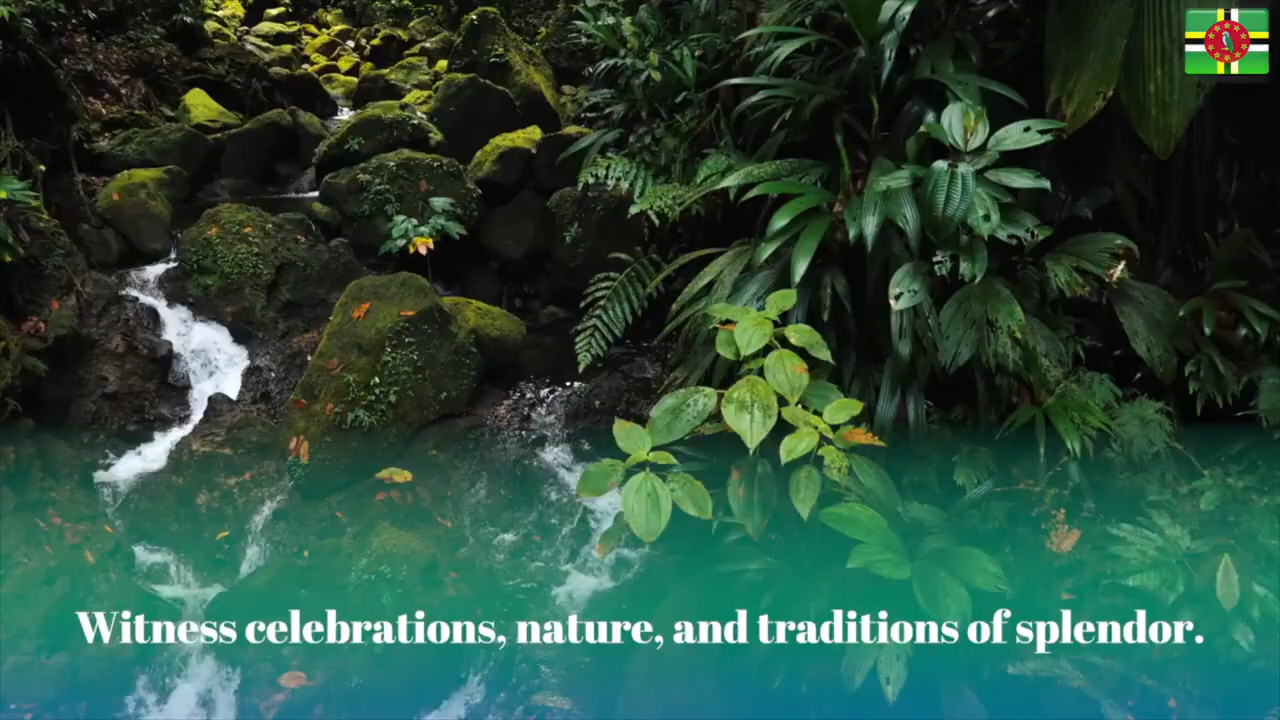 Witness celebrations, nature, and traditions of splendor.